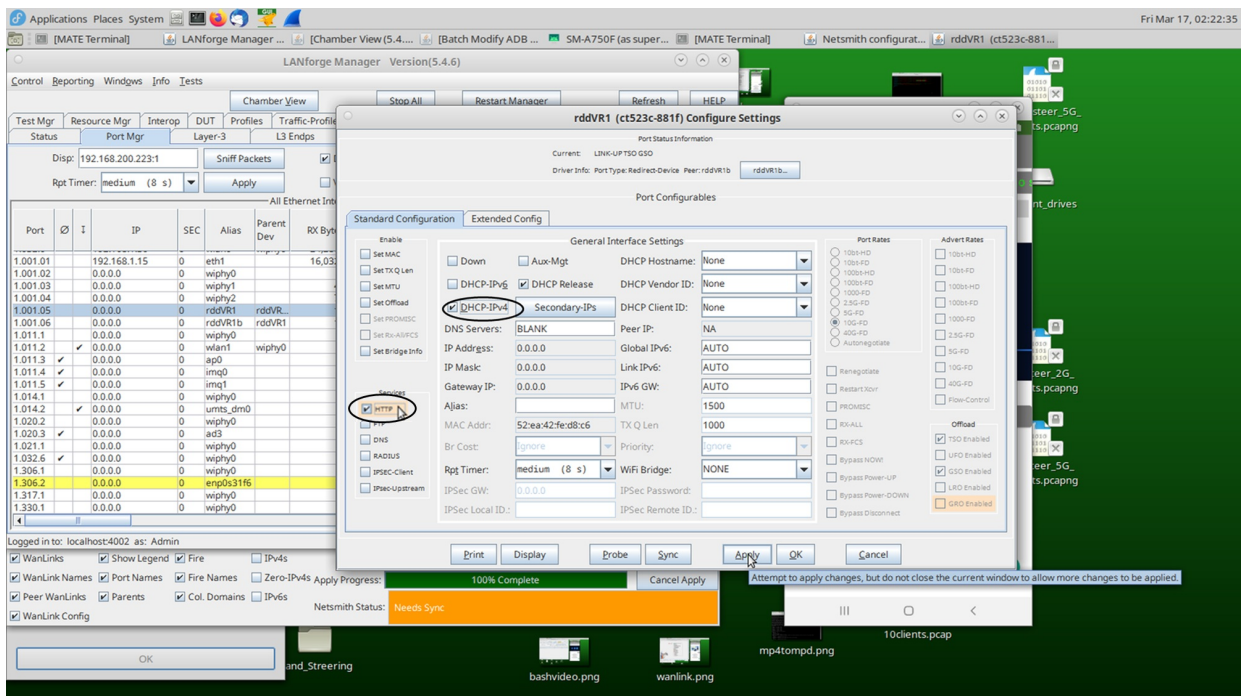 Applications Places System
Fri Mar 17, 02:22:35
[MATE Terminal] LANforge Manager ... [Chamber View (5.4.... [Batch Modify ADB ... SM-A750F (as super... [MATE Terminal] Netsmith configurat... rddVR1 (ct523c-881...
LANforge Manager Version(5.4.6)
Control Reporting Windows Info Tests
Chamber View Stop All Restart Manager Refresh HELP
Test Mgr Resource Mgr Interop DUT Profiles Traffic-Profile
Status Port Mgr Layer-3 L3 Endps
Disp: 192.168.200.223:1 Sniff Packets
Rpt Timer: medium (8 s) Apply
All Ethernet Int
Port Ø ↕ IP SEC Alias Parent Dev RX Byt
1.001.01 192.168.1.15 0 eth1 16,03
1.001.02 0.0.0.0 0 wiphy0
1.001.03 0.0.0.0 0 wiphy1
1.001.04 0.0.0.0 0 wiphy2
1.001.05 0.0.0.0 0 rddVR1 rddVR...
1.001.06 0.0.0.0 0 rddVR1b rddVR1
1.011.1 0.0.0.0 0 wiphy0
1.011.2 ✔ 0.0.0.0 0 wlan1 wiphy0
1.011.3 ✔ 0.0.0.0 0 ap0
1.011.4 ✔ 0.0.0.0 0 imq0
1.011.5 ✔ 0.0.0.0 0 imq1
1.014.1 0.0.0.0 0 wiphy0
1.014.2 ✔ 0.0.0.0 0 umts_dm0
1.020.2 0.0.0.0 0 wiphy0
1.020.3 ✔ 0.0.0.0 0 ad3
1.021.1 0.0.0.0 0 wiphy0
1.032.6 ✔ 0.0.0.0 0 wiphy0
1.306.1 0.0.0.0 0 wiphy0
1.306.2 0.0.0.0 0 enp0s31f6
1.317.1 0.0.0.0 0 wiphy0
1.330.1 0.0.0.0 0 wiphy0
Logged in to: localhost:4002 as: Admin
WanLinks Show Legend Fire IPv4s
WanLink Names Port Names Fire Names Zero-IPv4s Apply Progress: 100% Complete Cancel Apply
Peer WanLinks Parents Col. Domains IPv6s
Netsmith Status: Needs Sync
WanLink Config
OK
rddVR1 (ct523c-881f) Configure Settings
Port Status Information
Current: LINK-UP TSO GSO
Driver Info: Port Type: Redirect-Device Peer: rddVR1b rddVR1b...
Port Configurables
Standard Configuration Extended Config
Enable
Set MAC
Set TX Q Len
Set MTU
Set Offload
Set PROMISC
Set Rx-All/FCS
Set Bridge Info
Services
HTTP
FTP
DNS
RADIUS
IPSEC-Client
IPsec-Upstream
General Interface Settings
Down Aux-Mgt DHCP Hostname: None
DHCP-IPv6 DHCP Release DHCP Vendor ID: None
DHCP-IPv4 Secondary-IPs DHCP Client ID: None
DNS Servers: BLANK Peer IP: NA
IP Address: 0.0.0.0 Global IPv6: AUTO
IP Mask: 0.0.0.0 Link IPv6: AUTO
Gateway IP: 0.0.0.0 IPv6 GW: AUTO
Alias: MTU: 1500
MAC Addr: 52:ea:42:fe:d8:c6 TX Q Len 1000
Br Cost: Ignore Priority: Ignore
Rpt Timer: medium (8 s) WiFi Bridge: NONE
IPSec GW: 0.0.0.0 IPSec Password:
IPSec Local ID.: IPSec Remote ID.:
Port Rates
10bt-HD
10bt-FD
100bt-HD
100bt-FD
1000-FD
2.5G-FD
5G-FD
10G-FD
40G-FD
Autonegotiate
Renegotiate
Restart Xcvr
PROMISC
RX-ALL
RX-FCS
Bypass NOW!
Bypass Power-UP
Bypass Power-DOWN
Bypass Disconnect
Advert Rates
10bt-HD
10bt-FD
100bt-HD
100bt-FD
1000-FD
2.5G-FD
5G-FD
10G-FD
40G-FD
Flow-Control
Offload
TSO Enabled
UFO Enabled
GSO Enabled
LRO Enabled
GRO Enabled
Print Display Probe Sync Apply OK Cancel
Attempt to apply changes, but do not close the current window to allow more changes to be applied.
steer_5G_
ts.pcapng
nt_drives
teer_2G_
ts.pcapng
eer_5G_
ts.pcapng
10clients.pcap
mp4tompd.png
and_Streering
bashvideo.png
wanlink.png